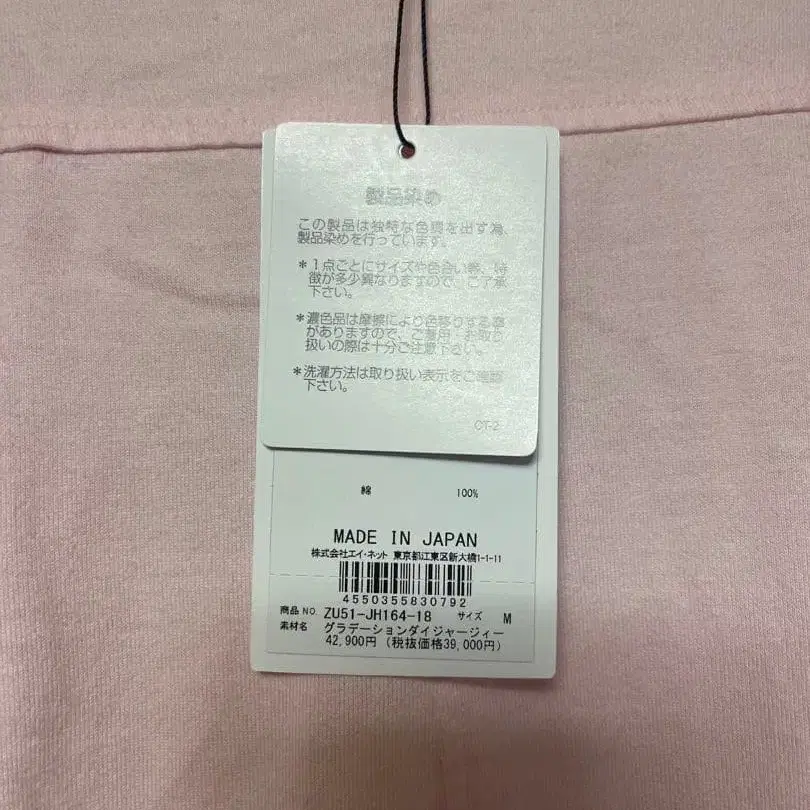 製品染め
この製品は独特な色調を出す為、
製品染めを行っています。
＊１点ごとにサイズや色合い等、特
徴が多少異なりますので、ご了承
下さい。
＊濃色品は摩擦により色移りする事
がありますので、ご着用、お取り
扱いの際は十分ご注意下さい。
＊洗濯方法は取り扱い表示をご確認
下さい。
CT-2
綿 100%
MADE IN JAPAN
株式会社エイ・ネット 東京都江東区新大橋1-1-11
4550355830792
商品 NO. ZU51-JH164-18 サイズ M
素材名 グラデーションダイジャージィー
42,900円 (税抜価格39,000円)